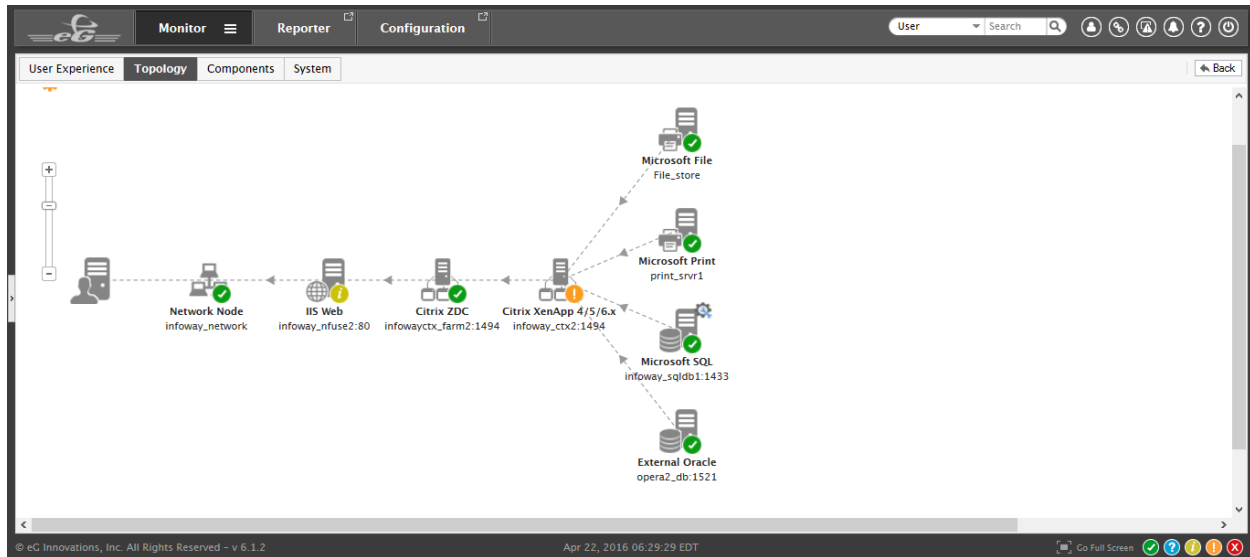 eG
Monitor
Reporter
Configuration
User
Search
User Experience
Topology
Components
System
Back
Microsoft File
File_store
Microsoft Print
print_srvr1
Network Node
infoway_network
IIS Web
infoway_nfuse2:80
Citrix ZDC
infowayctx_farm2:1494
Citrix XenApp 4/5/6.x
infoway_ctx2:1494
Microsoft SQL
infoway_sqldb1:1433
External Oracle
opera2_db:1521
© eG Innovations, Inc. All Rights Reserved - v 6.1.2
Apr 22, 2016 06:29:29 EDT
Go Full Screen